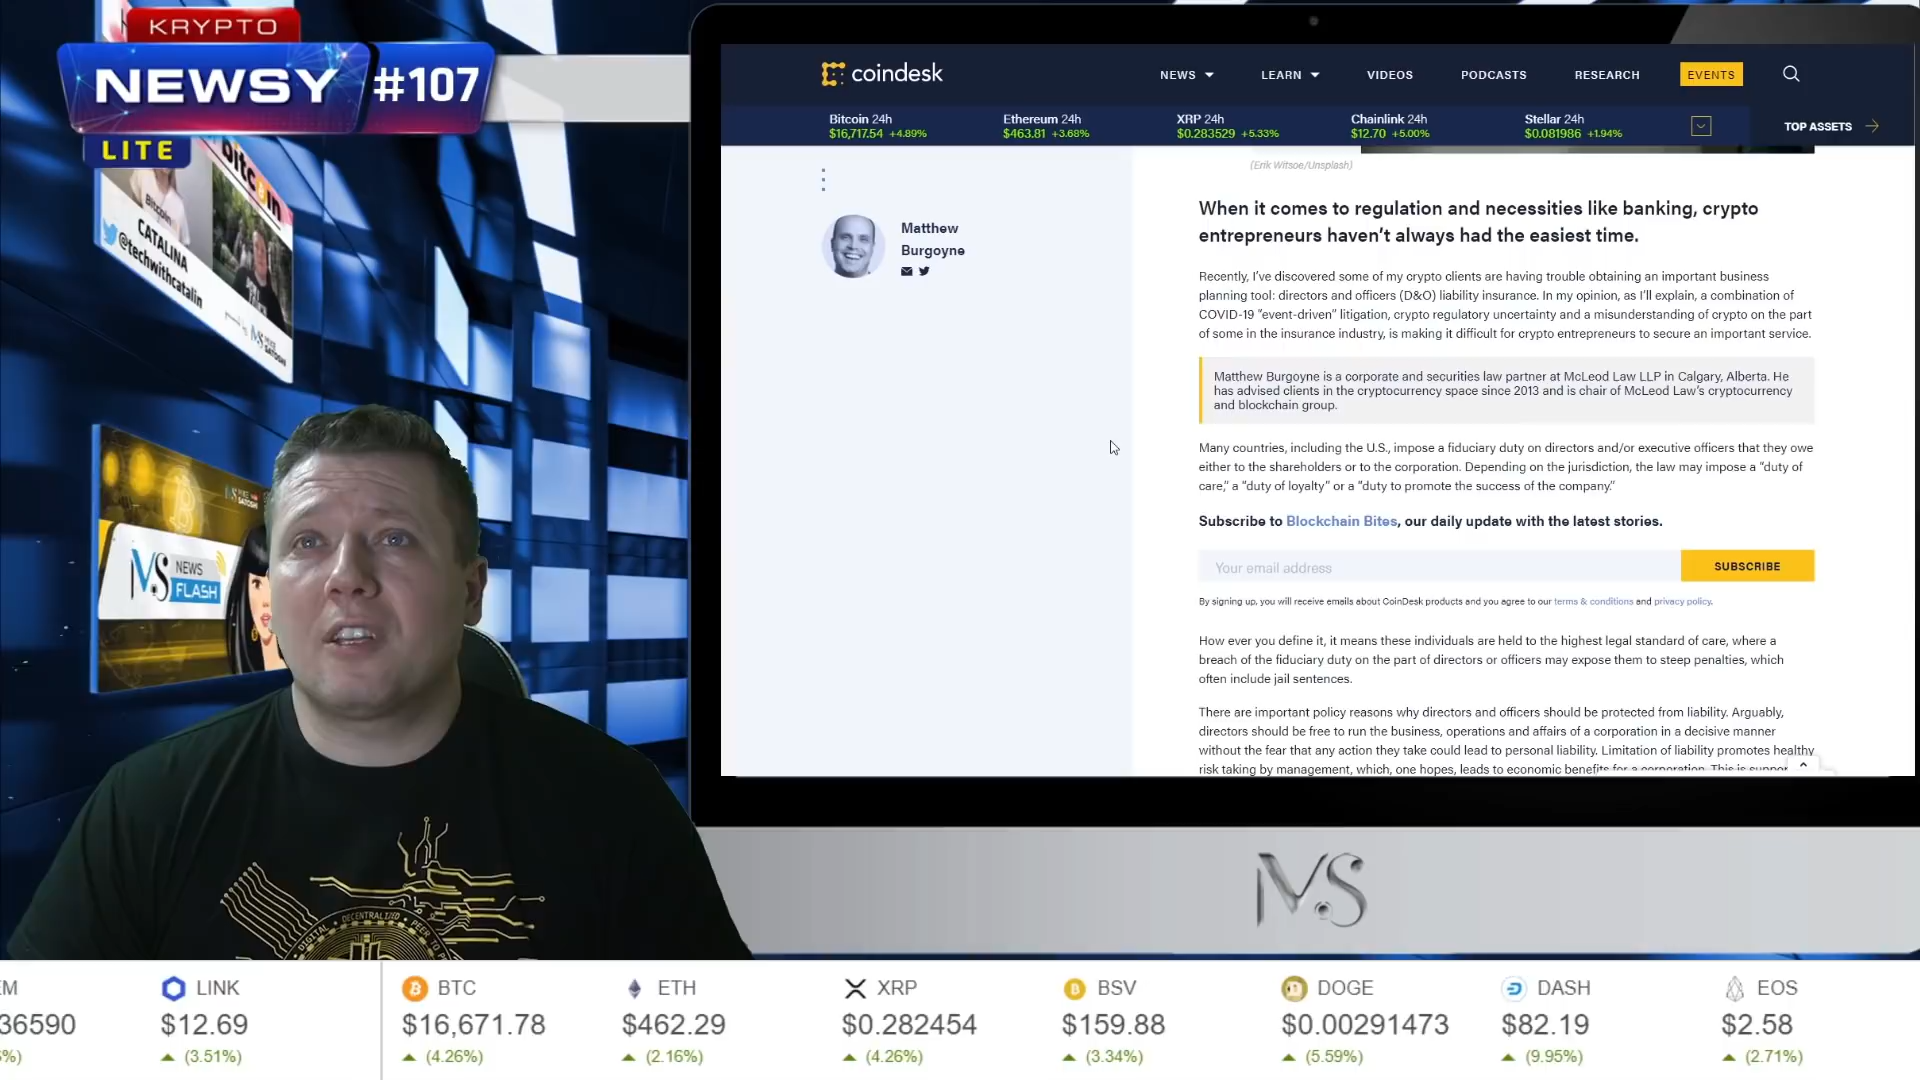 KRYPTO
NEWSY #107
LITE
bitcoin
Bitcoin
CATALINA
@techwithcatalin
MIKE
SATOSHI
MS NEWS
FLASH
coindesk
NEWS
LEARN
VIDEOS
PODCASTS
RESEARCH
EVENTS
Bitcoin 24h
$16,717.54 +4.89%
Ethereum 24h
$463.81 +3.68%
XRP 24h
$0.283529 +5.33%
Chainlink 24h
$12.70 +5.00%
Stellar 24h
$0.081986 +1.94%
TOP ASSETS
(Erik Witsoe/Unsplash)
Matthew
Burgoyne
When it comes to regulation and necessities like banking, crypto
entrepreneurs haven’t always had the easiest time.
Recently, I’ve discovered some of my crypto clients are having trouble obtaining an important business
planning tool: directors and officers (D&O) liability insurance. In my opinion, as I’ll explain, a combination of
COVID-19 “event-driven” litigation, crypto regulatory uncertainty and a misunderstanding of crypto on the part
of some in the insurance industry, is making it difficult for crypto entrepreneurs to secure an important service.
Matthew Burgoyne is a corporate and securities law partner at McLeod Law LLP in Calgary, Alberta. He
has advised clients in the cryptocurrency space since 2013 and is chair of McLeod Law’s cryptocurrency
and blockchain group.
Many countries, including the U.S., impose a fiduciary duty on directors and/or executive officers that they owe
either to the shareholders or to the corporation. Depending on the jurisdiction, the law may impose a “duty of
care,” a “duty of loyalty” or a “duty to promote the success of the company.”
Subscribe to Blockchain Bites, our daily update with the latest stories.
Your email address
SUBSCRIBE
By signing up, you will receive emails about CoinDesk products and you agree to our terms & conditions and privacy policy.
How ever you define it, it means these individuals are held to the highest legal standard of care, where a
breach of the fiduciary duty on the part of directors or officers may expose them to steep penalties, which
often include jail sentences.
There are important policy reasons why directors and officers should be protected from liability. Arguably,
directors should be free to run the business, operations and affairs of a corporation in a decisive manner
without the fear that any action they take could lead to personal liability. Limitation of liability promotes healthy
risk taking by management, which, one hopes, leads to economic benefits for a corporation. This is
MS
DIGITAL DECENTRALIZED PEER TO
EM
36590
LINK
$12.69
(3.51%)
BTC
$16,671.78
(4.26%)
ETH
$462.29
(2.16%)
XRP
$0.282454
(4.26%)
BSV
$159.88
(3.34%)
DOGE
$0.00291473
(5.59%)
DASH
$82.19
(9.95%)
EOS
$2.58
(2.71%)